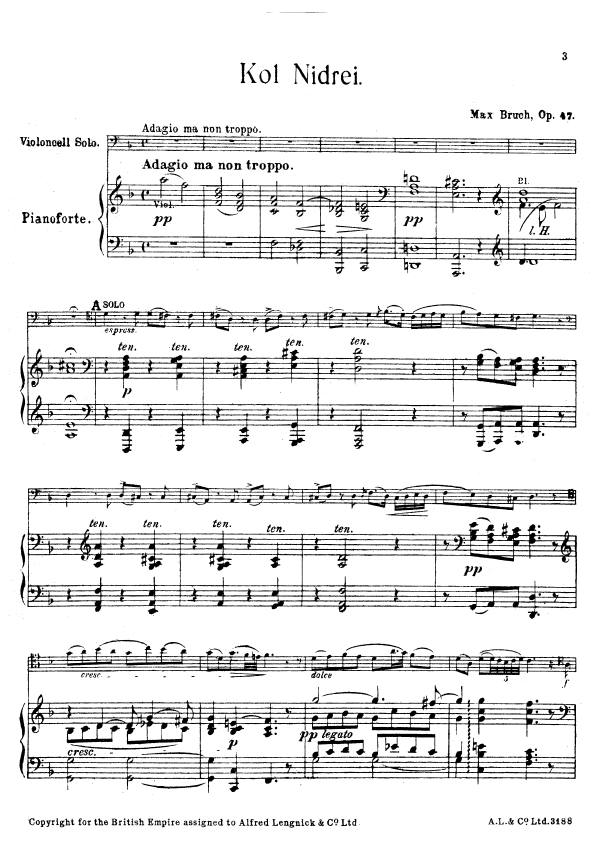 3
Kol Nidrei.
Max Bruch, Op. 47.
Adagio ma non troppo.
Violoncell Solo.
Adagio ma non troppo.
Pianoforte.
Viol.
pp
pp
Bl.
l. H.
A SOLO
espress.
ten. ten. ten. ten.
p
ten. ten. ten. ten.
pp
cresc. dolce f
3
cresc. p pp legato
Copyright for the British Empire assigned to Alfred Lengnick & Co Ltd
A.L.& Co Ltd.3188